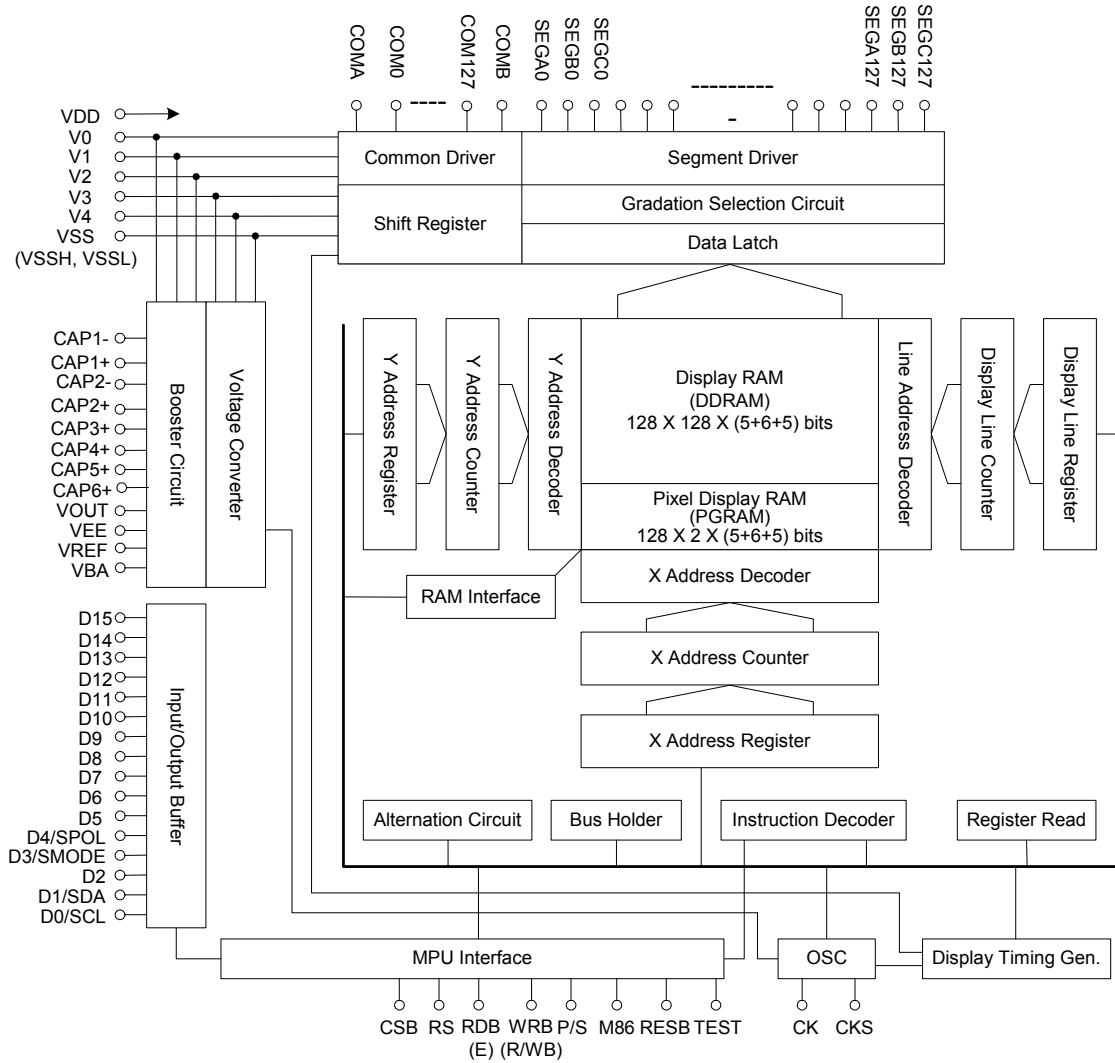 COMA
COM0
COM127
COMB
SEGA0
SEGB0
SEGC0
SEGA127
SEGB127
SEGC127
VDD
V0
V1
V2
V3
V4
VSS
(VSSH, VSSL)
Common Driver
Segment Driver
Shift Register
Gradation Selection Circuit
Data Latch
CAP1-
CAP1+
CAP2-
CAP2+
CAP3+
CAP4+
CAP5+
CAP6+
VOUT
VEE
VREF
VBA
Booster Circuit
Voltage Converter
Y Address Register
Y Address Counter
Y Address Decoder
Display RAM
(DDRAM)
128 X 128 X (5+6+5) bits
Pixel Display RAM
(PGRAM)
128 X 2 X (5+6+5) bits
Line Address Decoder
Display Line Counter
Display Line Register
RAM Interface
X Address Decoder
X Address Counter
X Address Register
D15
D14
D13
D12
D11
D10
D9
D8
D7
D6
D5
D4/SPOL
D3/SMODE
D2
D1/SDA
D0/SCL
Input/Output Buffer
Alternation Circuit
Bus Holder
Instruction Decoder
Register Read
MPU Interface
OSC
Display Timing Gen.
CSB
RS
RDB
(E)
WRB
(R/WB)
P/S
M86
RESB
TEST
CK
CKS